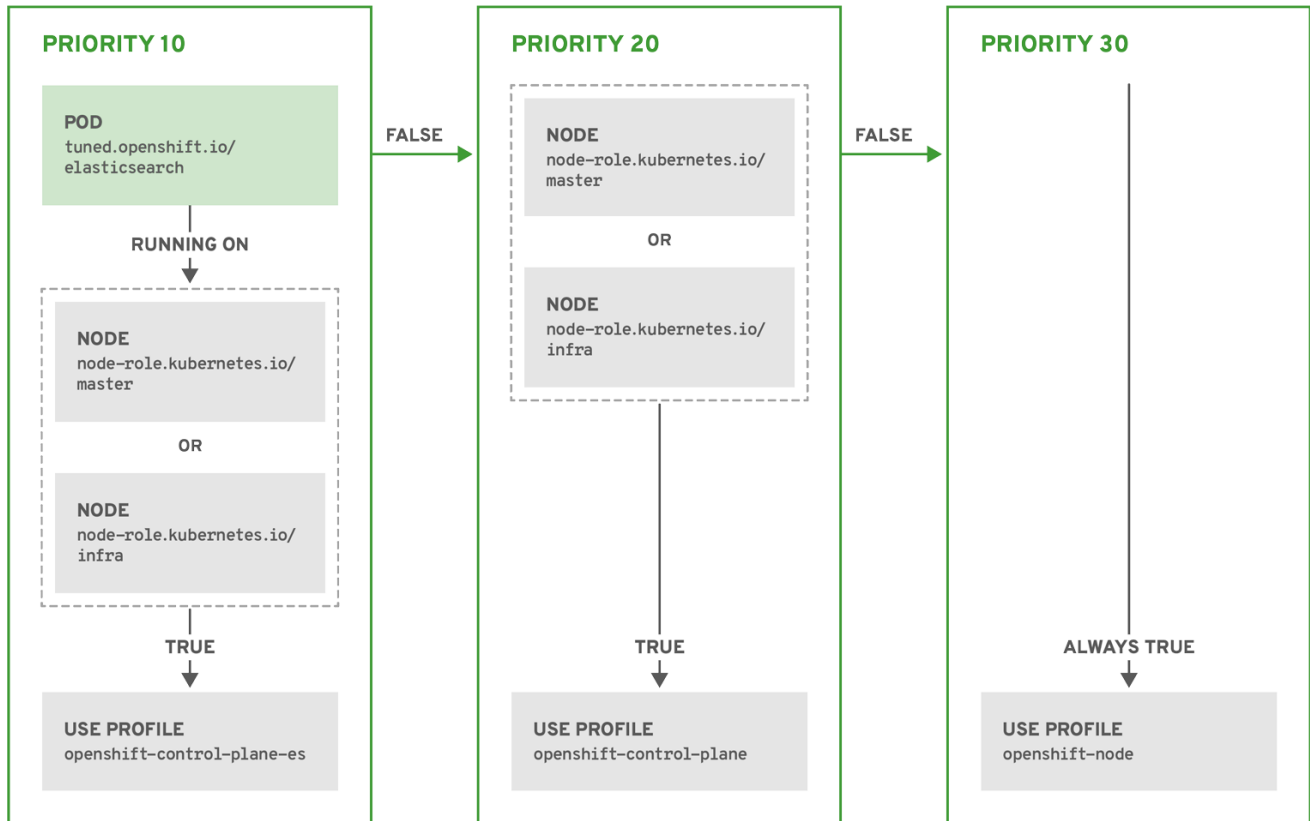 PRIORITY 10
POD
tuned.openshift.io/
elasticsearch
RUNNING ON
NODE
node-role.kubernetes.io/
master
OR
NODE
node-role.kubernetes.io/
infra
TRUE
USE PROFILE
openshift-control-plane-es
FALSE
PRIORITY 20
NODE
node-role.kubernetes.io/
master
OR
NODE
node-role.kubernetes.io/
infra
TRUE
USE PROFILE
openshift-control-plane
FALSE
PRIORITY 30
ALWAYS TRUE
USE PROFILE
openshift-node